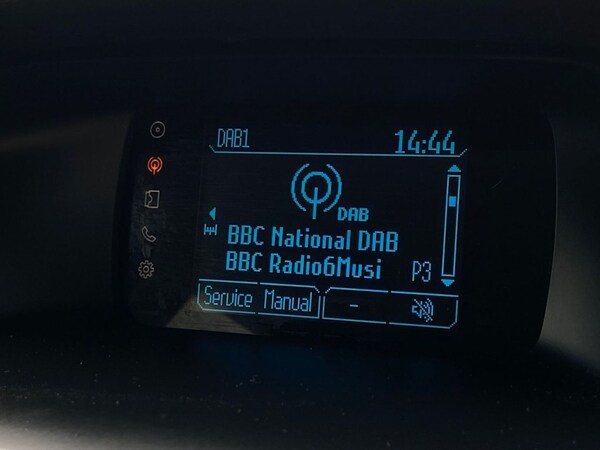 DAB1 14:44
DAB
BBC National DAB
BBC Radio6Musi P3
Service Manual -